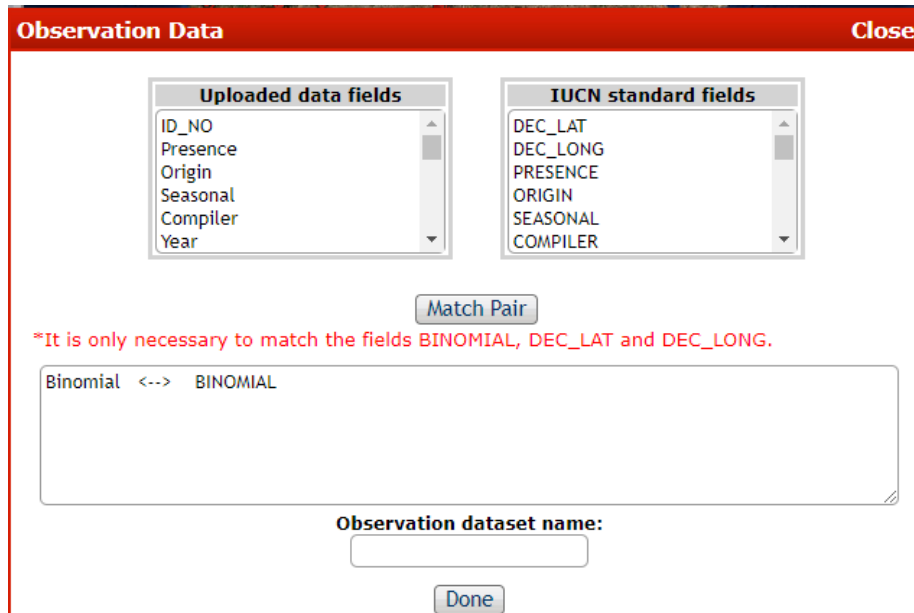 Observation Data Close
Uploaded data fields
ID_NO
Presence
Origin
Seasonal
Compiler
Year
IUCN standard fields
DEC_LAT
DEC_LONG
PRESENCE
ORIGIN
SEASONAL
COMPILER
Match Pair
*It is only necessary to match the fields BINOMIAL, DEC_LAT and DEC_LONG.
Binomial <--> BINOMIAL
Observation dataset name:
Done